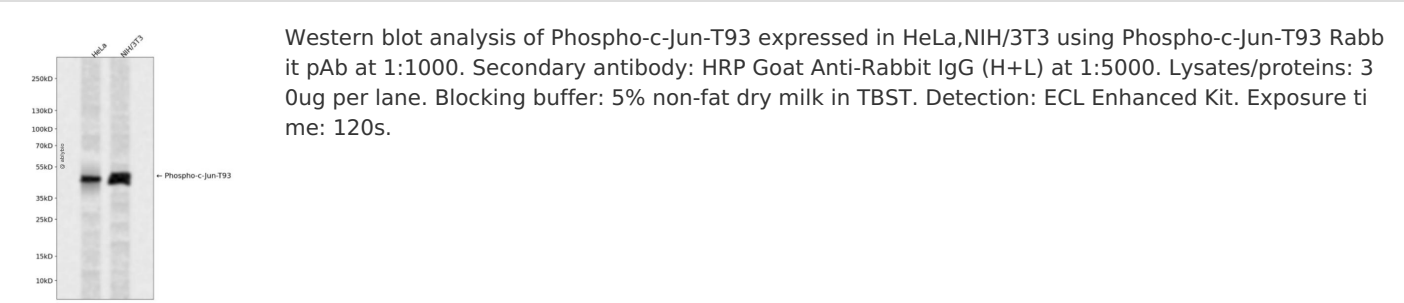 HeLa
NIH/3T3
250kD
130kD
100kD
70kD
55kD
35kD
25kD
15kD
10kD
← Phospho-c-Jun-T93
Western blot analysis of Phospho-c-Jun-T93 expressed in HeLa,NIH/3T3 using Phospho-c-Jun-T93 Rabb
it pAb at 1:1000. Secondary antibody: HRP Goat Anti-Rabbit IgG (H+L) at 1:5000. Lysates/proteins: 3
0ug per lane. Blocking buffer: 5% non-fat dry milk in TBST. Detection: ECL Enhanced Kit. Exposure ti
me: 120s.